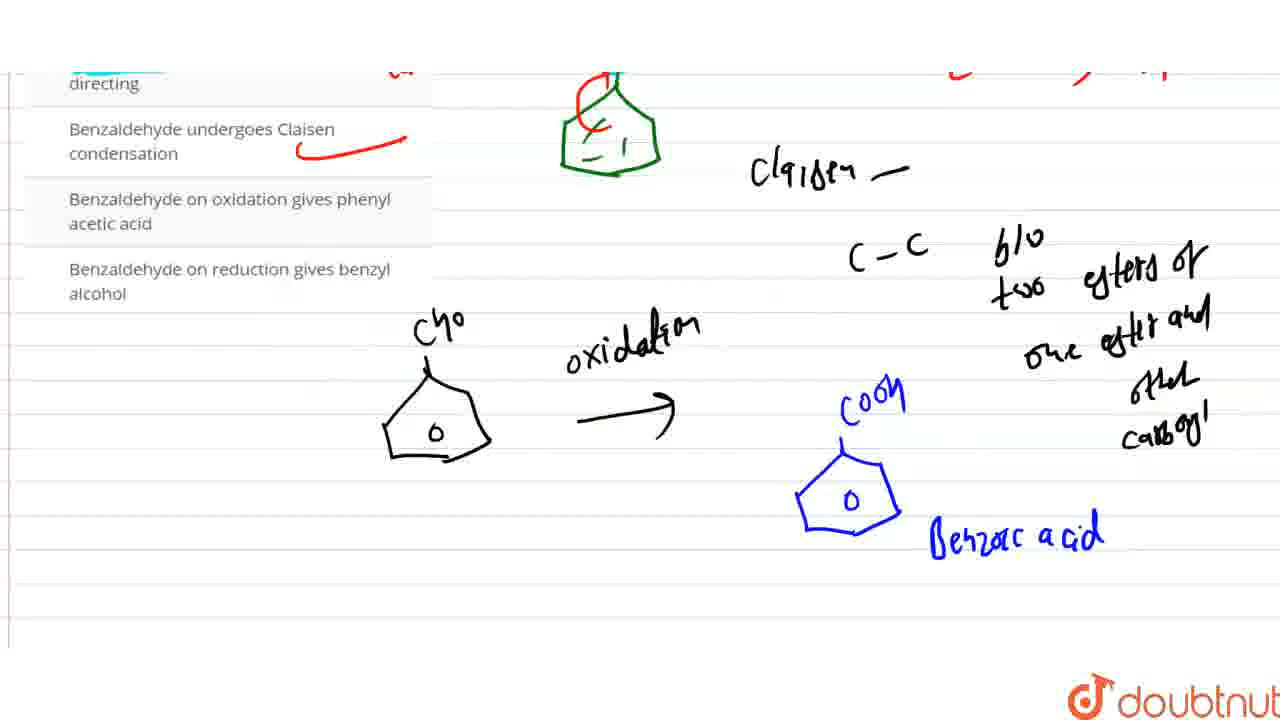 directing
Benzaldehyde undergoes Claisen
condensation
Benzaldehyde on oxidation gives phenyl
acetic acid
Benzaldehyde on reduction gives benzyl
alcohol
Claisen —
C – C b/w
two esters of
one ester and
other
carbonyl
CHO
oxidation
COOH
Benzoic acid
doubtnut